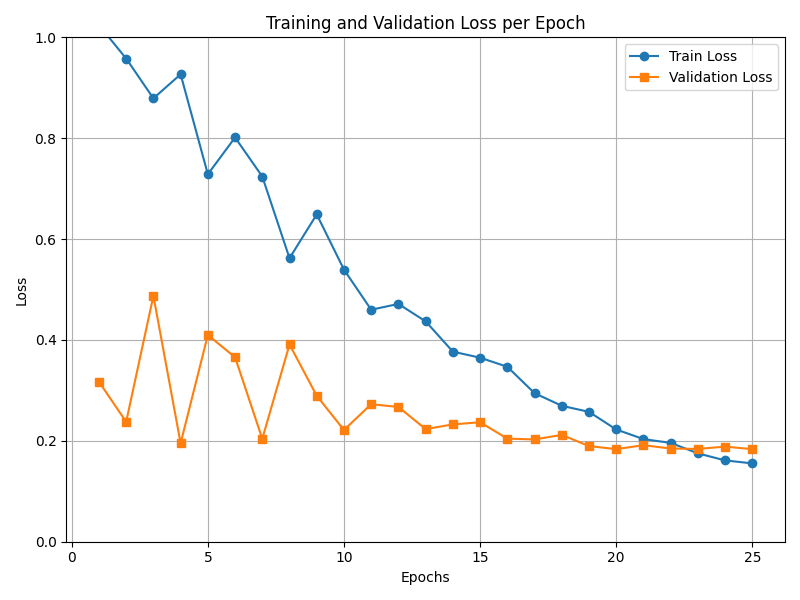 Training and Validation Loss per Epoch
1.0
0.8
0.6
0.4
0.2
0.0
Loss
Train Loss
Validation Loss
0 5 10 15 20 25
Epochs